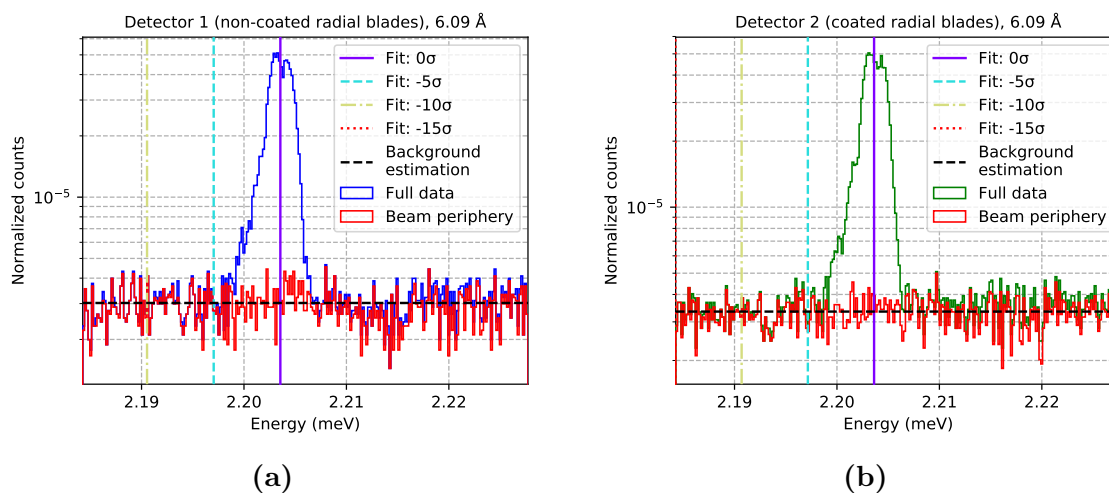 Detector 1 (non-coated radial blades), 6.09 Å
Normalized counts
10⁻⁵
Fit: 0σ
Fit: -5σ
Fit: -10σ
Fit: -15σ
Background
estimation
Full data
Beam periphery
2.19 2.20 2.21 2.22
Energy (meV)
(a)
Detector 2 (coated radial blades), 6.09 Å
Normalized counts
10⁻⁵
Fit: 0σ
Fit: -5σ
Fit: -10σ
Fit: -15σ
Background
estimation
Full data
Beam periphery
2.19 2.20 2.21 2.22
Energy (meV)
(b)